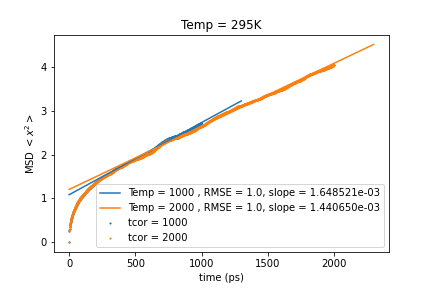 Temp = 295K
MSD < x² >
4
3
2
1
0
Temp = 1000 , RMSE = 1.0, slope = 1.648521e-03
Temp = 2000 , RMSE = 1.0, slope = 1.440650e-03
tcor = 1000
tcor = 2000
0 500 1000 1500 2000
time (ps)